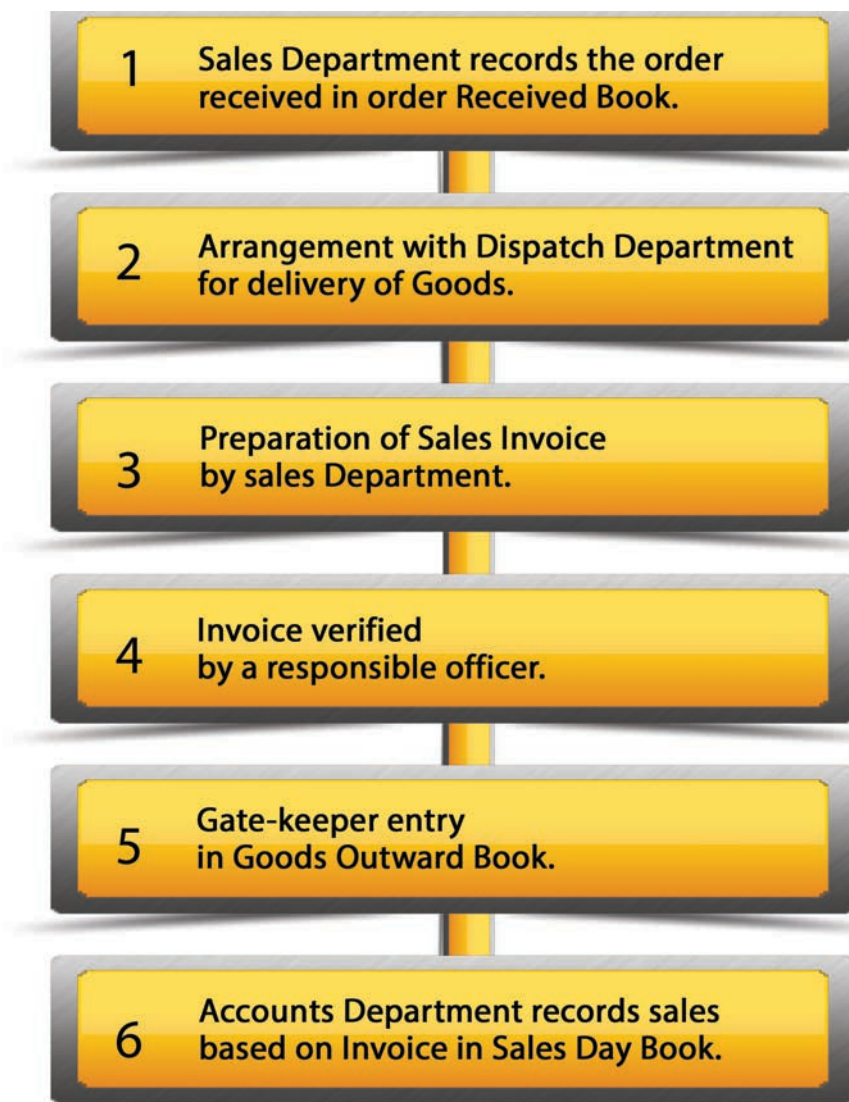 1
Sales Department records the order
received in order Received Book.
2
Arrangement with Dispatch Department
for delivery of Goods.
3
Preparation of Sales Invoice
by sales Department.
4
Invoice verified
by a responsible officer.
5
Gate-keeper entry
in Goods Outward Book.
6
Accounts Department records sales
based on Invoice in Sales Day Book.